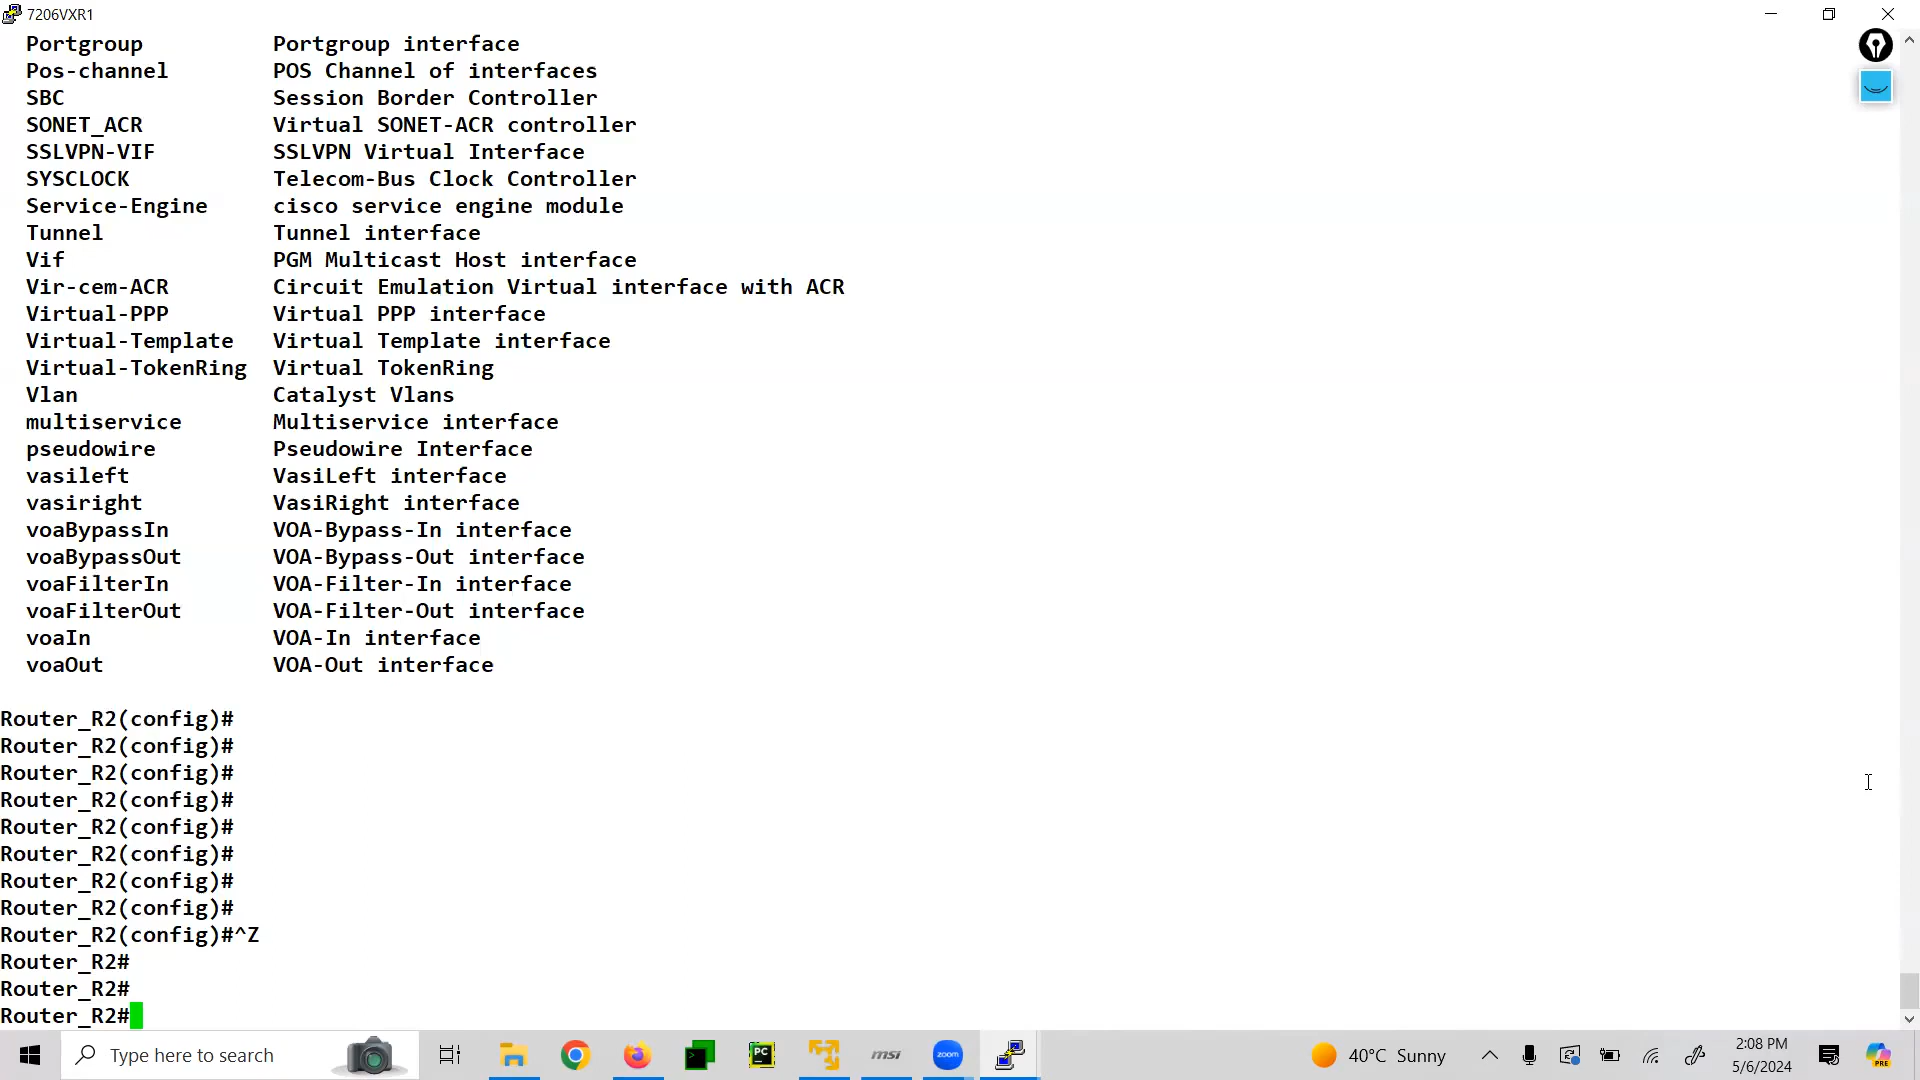 7206VXR1
Portgroup Portgroup interface
Pos-channel POS Channel of interfaces
SBC Session Border Controller
SONET_ACR Virtual SONET-ACR controller
SSLVPN-VIF SSLVPN Virtual Interface
SYSCLOCK Telecom-Bus Clock Controller
Service-Engine cisco service engine module
Tunnel Tunnel interface
Vif PGM Multicast Host interface
Vir-cem-ACR Circuit Emulation Virtual interface with ACR
Virtual-PPP Virtual PPP interface
Virtual-Template Virtual Template interface
Virtual-TokenRing Virtual TokenRing
Vlan Catalyst Vlans
multiservice Multiservice interface
pseudowire Pseudowire Interface
vasileft VasiLeft interface
vasiright VasiRight interface
voaBypassIn VOA-Bypass-In interface
voaBypassOut VOA-Bypass-Out interface
voaFilterIn VOA-Filter-In interface
voaFilterOut VOA-Filter-Out interface
voaIn VOA-In interface
voaOut VOA-Out interface
Router_R2(config)#
Router_R2(config)#
Router_R2(config)#
Router_R2(config)#
Router_R2(config)#
Router_R2(config)#
Router_R2(config)#
Router_R2(config)#
Router_R2(config)#^Z
Router_R2#
Router_R2#
Router_R2#
Type here to search
PC
msi
zoom
40°C Sunny
2:08 PM
5/6/2024
PRE